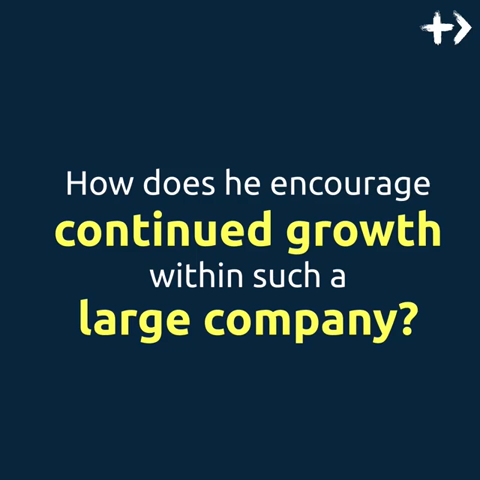 How does he encourage
continued growth
within such a
large company?